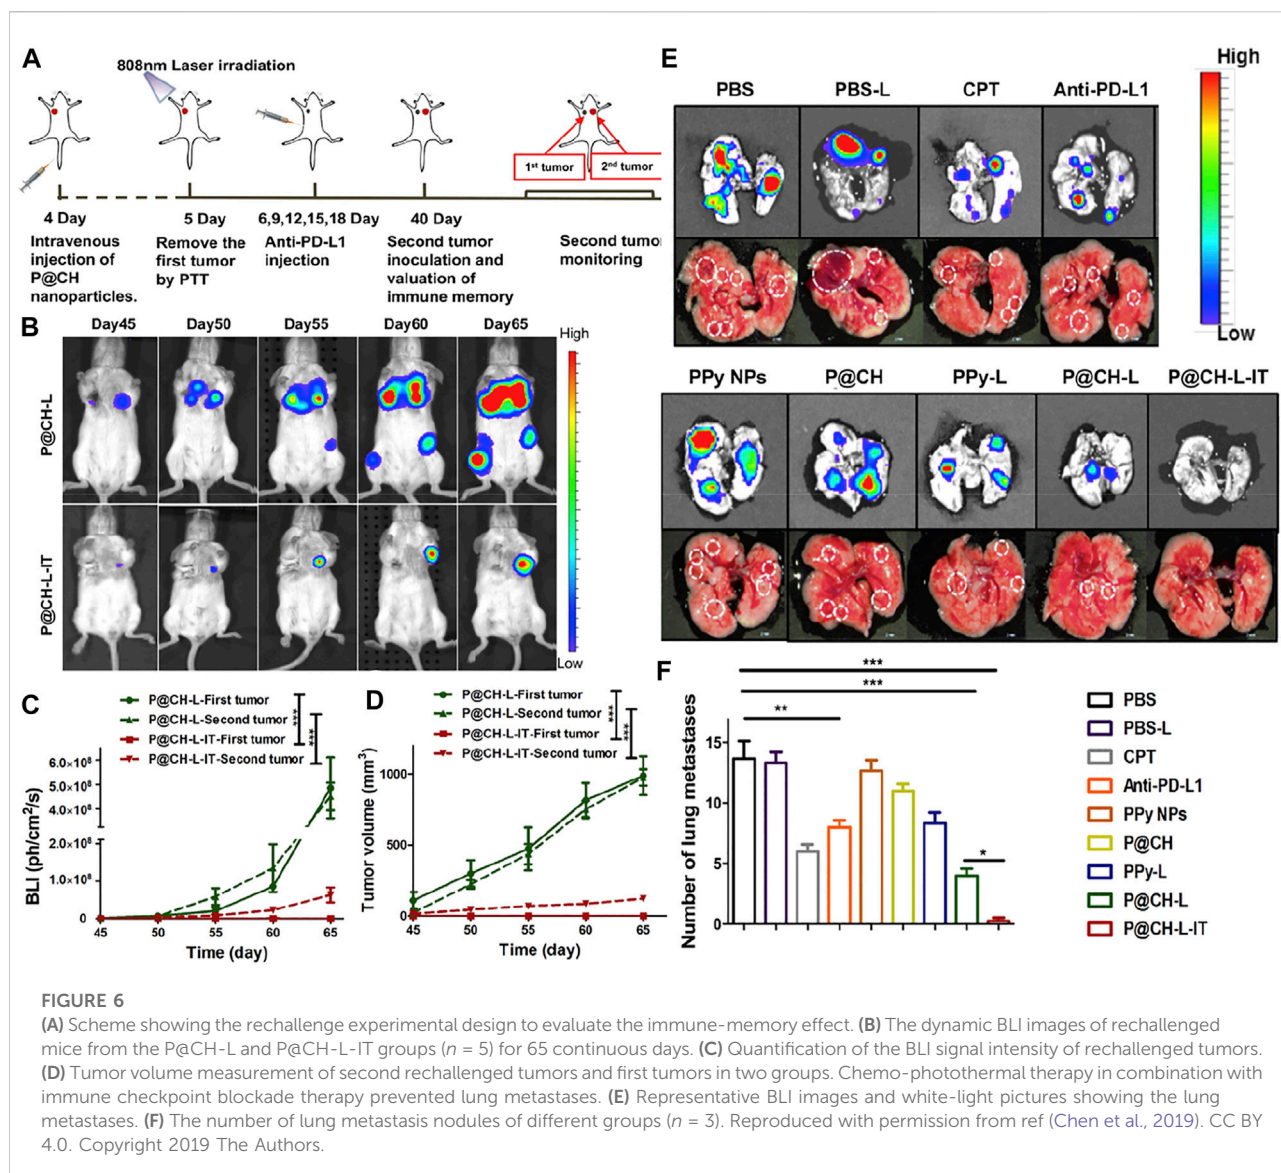 A
808nm Laser irradiation
1st tumor
2nd tumor
4 Day
Intravenous
injection of
P@CH
nanoparticles.
5 Day
Remove the
first tumor
by PTT
6,9,12,15,18 Day
Anti-PD-L1
injection
40 Day
Second tumor
inoculation and
valuation of
immune memory
Second tumor
monitoring
B
Day45
Day50
Day55
Day60
Day65
P@CH-L
P@CH-L-IT
High
Low
C
P@CH-L-First tumor
P@CH-L-Second tumor
P@CH-L-IT-First tumor
P@CH-L-IT-Second tumor
***
***
BLI (ph/cm²/s)
6.0×10⁸
5.0×10⁸
4.0×10⁸
2.0×10⁸
1.0×10⁸
0
45
50
55
60
65
Time (day)
D
P@CH-L-First tumor
P@CH-L-Second tumor
P@CH-L-IT-First tumor
P@CH-L-IT-Second tumor
***
***
Tumor volume (mm³)
1000
500
0
45
50
55
60
65
Time (day)
E
PBS
PBS-L
CPT
Anti-PD-L1
High
Low
PPy NPs
P@CH
PPy-L
P@CH-L
P@CH-L-IT
F
***
***
**
*
Number of lung metastases
15
10
5
0
PBS
PBS-L
CPT
Anti-PD-L1
PPy NPs
P@CH
PPy-L
P@CH-L
P@CH-L-IT
FIGURE 6
(A) Scheme showing the rechallenge experimental design to evaluate the immune-memory effect. (B) The dynamic BLI images of rechallenged
mice from the P@CH-L and P@CH-L-IT groups (n = 5) for 65 continuous days. (C) Quantification of the BLI signal intensity of rechallenged tumors.
(D) Tumor volume measurement of second rechallenged tumors and first tumors in two groups. Chemo-photothermal therapy in combination with
immune checkpoint blockade therapy prevented lung metastases. (E) Representative BLI images and white-light pictures showing the lung
metastases. (F) The number of lung metastasis nodules of different groups (n = 3). Reproduced with permission from ref (Chen et al., 2019). CC BY
4.0. Copyright 2019 The Authors.